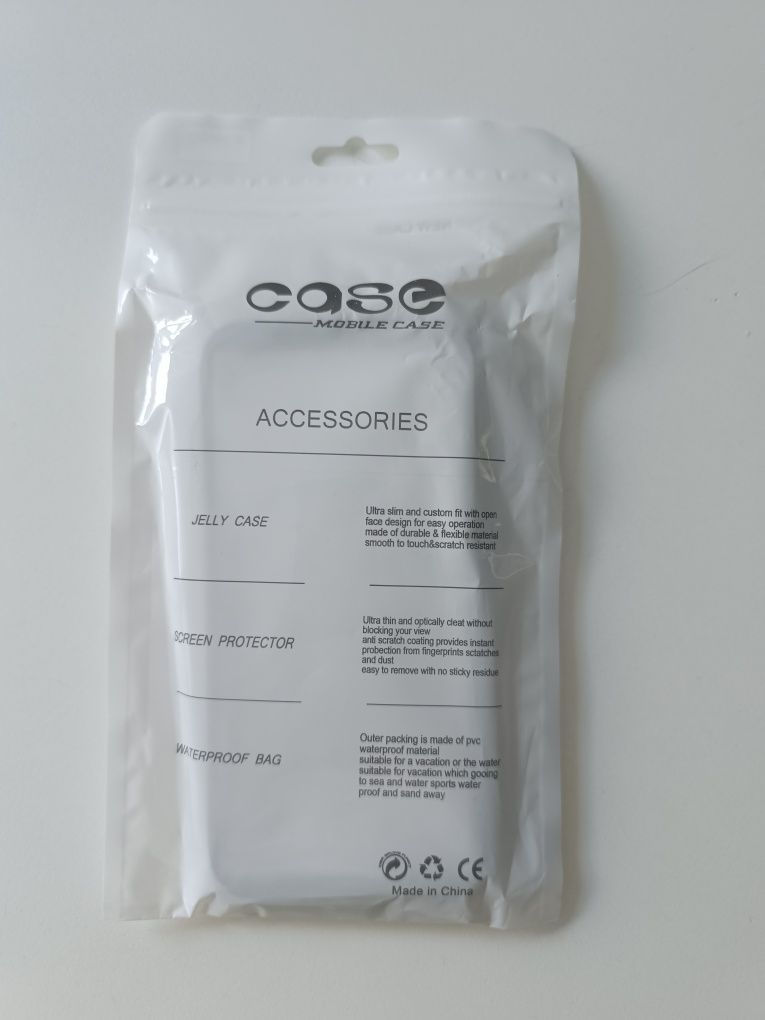 case
MOBILE CASE
ACCESSORIES
JELLY CASE
Ultra slim and custom fit with open
face design for easy operation
made of durable & flexible material
smooth to touch&scratch resistant
SCREEN PROTECTOR
Ultra thin and optically cleat without
blocking your view
anti scratch coating provides instant
probection from fingerprints sctatches
and dust
easy to remove with no sticky residue
WATERPROOF BAG
Outer packing is made of pvc
waterproof material
suitable for a vacation or the water
suitable for vacation which gooing
to sea and water sports water
proof and sand away
CE
Made in China